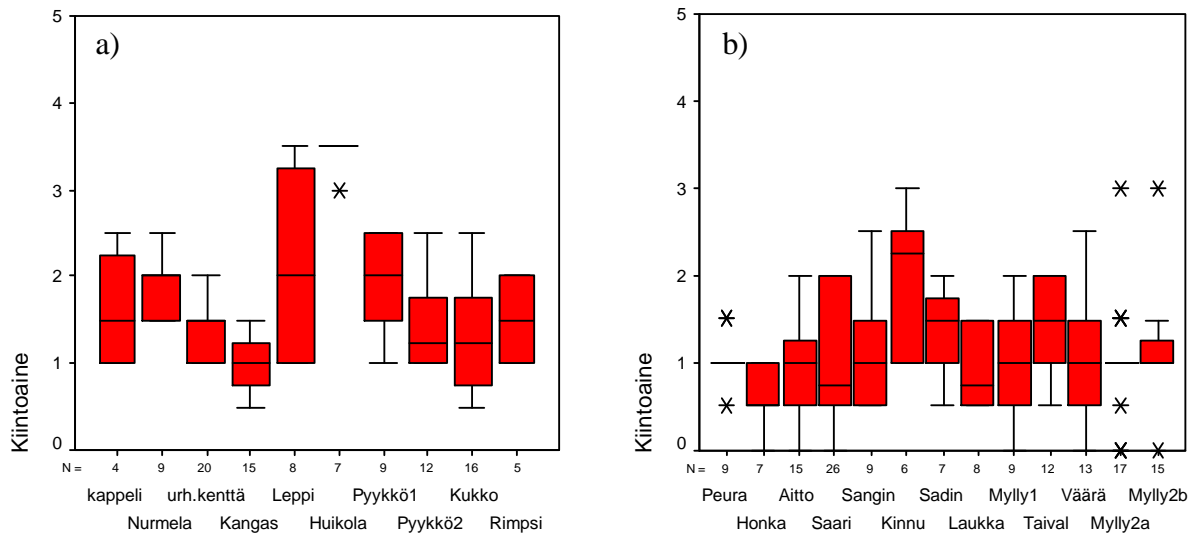 a)
5
4
3
2
1
0
Kiintoaine
N = 4 9 20 15 8 7 9 12 16 5
kappeli urh.kenttä Leppi Pyykkö1 Kukko
Nurmela Kangas Huikola Pyykkö2 Rimpsi
b)
5
4
3
2
1
0
Kiintoaine
N = 9 7 15 26 9 6 7 8 9 12 13 17 15
Peura Aitto Sangin Sadin Mylly1 Väärä Mylly2b
Honka Saari Kinnu Laukka Taival Mylly2a